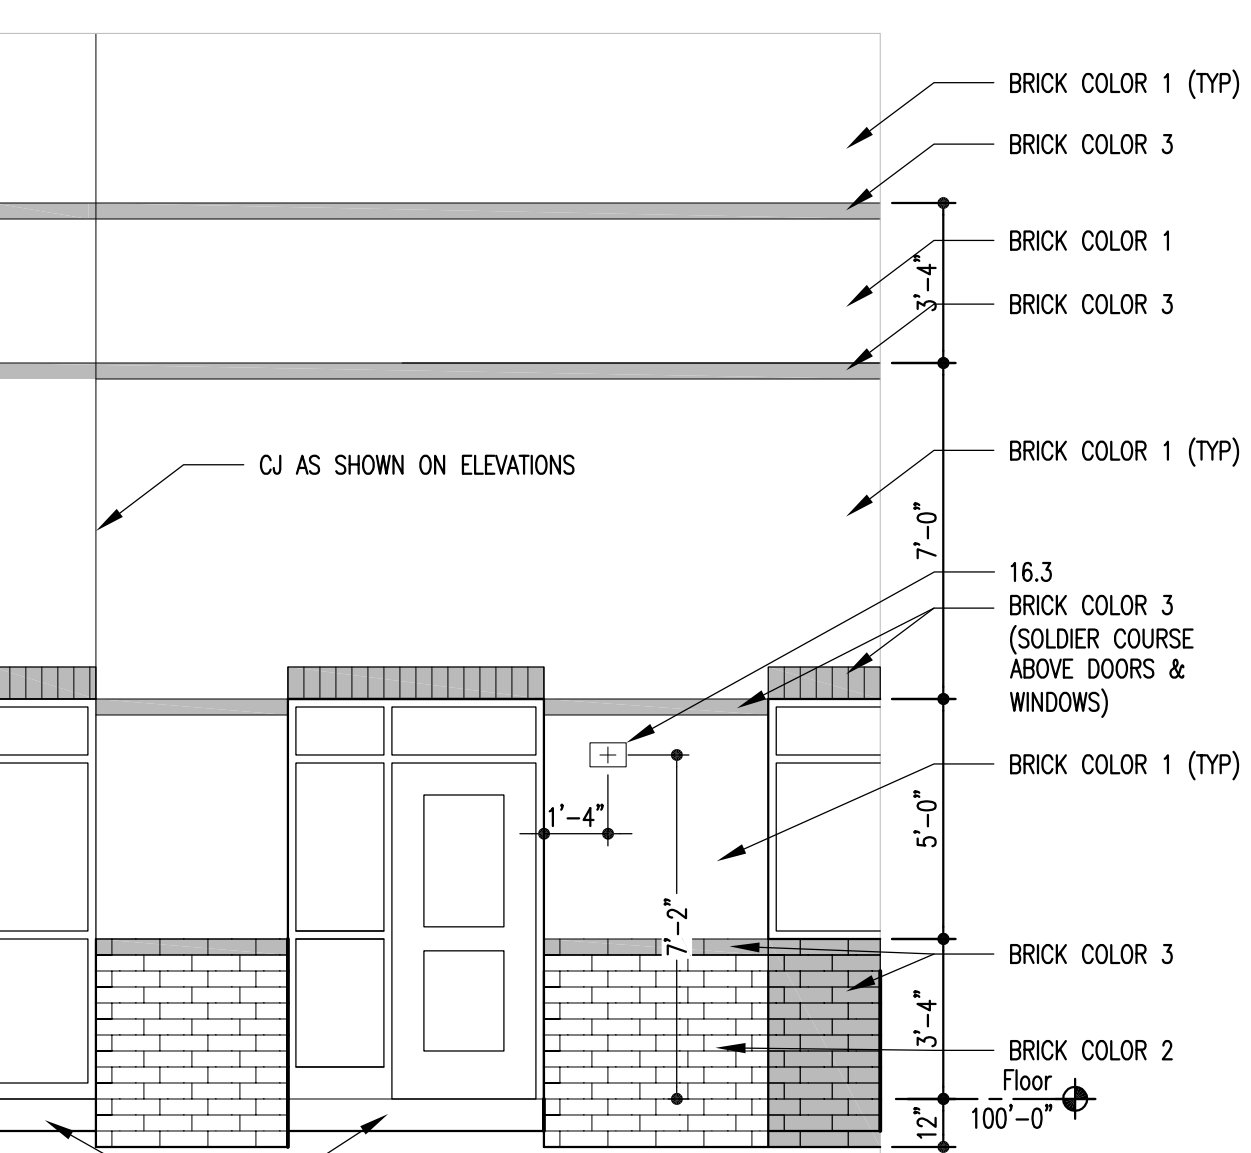 BRICK COLOR 1 (TYP)
BRICK COLOR 3
BRICK COLOR 1
3'-4"
BRICK COLOR 3
CJ AS SHOWN ON ELEVATIONS
BRICK COLOR 1 (TYP)
7'-0"
16.3
BRICK COLOR 3
(SOLDIER COURSE
ABOVE DOORS &
WINDOWS)
BRICK COLOR 1 (TYP)
1'-4"
5'-0"
7'-2"
BRICK COLOR 3
3'-4"
BRICK COLOR 2
Floor
100'-0"
12"